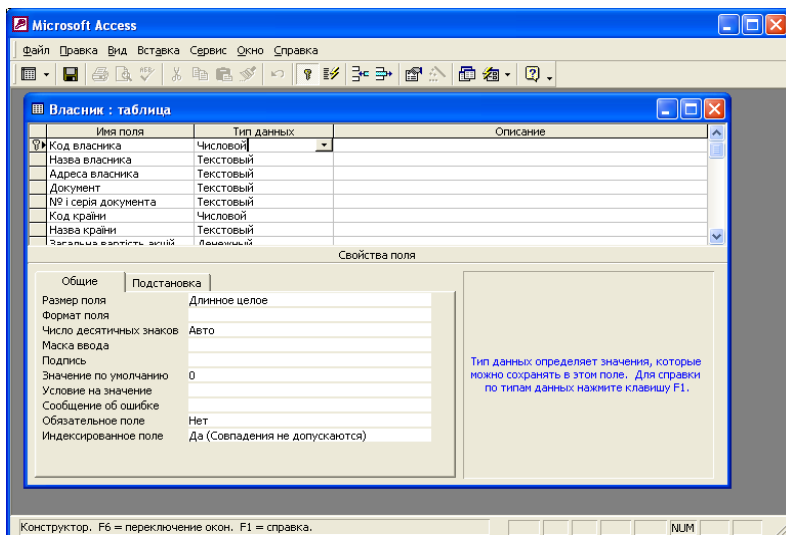 Microsoft Access
Файл Правка Вид Вставка Сервис Окно Справка
Власник : таблица
Имя поля Тип данных Описание
Код власника Числовой
Назва власника Текстовый
Адреса власника Текстовый
Документ Текстовый
№ і серія документа Текстовый
Код країни Числовой
Назва країни Текстовый
Загальна вартість акцій Денежный
Свойства поля
Общие Подстановка
Размер поля Длинное целое
Формат поля
Число десятичных знаков Авто
Маска ввода
Подпись
Значение по умолчанию 0
Условие на значение
Сообщение об ошибке
Обязательное поле Нет
Индексированное поле Да (Совпадения не допускаются)
Тип данных определяет значения, которые
можно сохранять в этом поле. Для справки
по типам данных нажмите клавишу F1.
Конструктор. F6 = переключение окон. F1 = справка. NUM